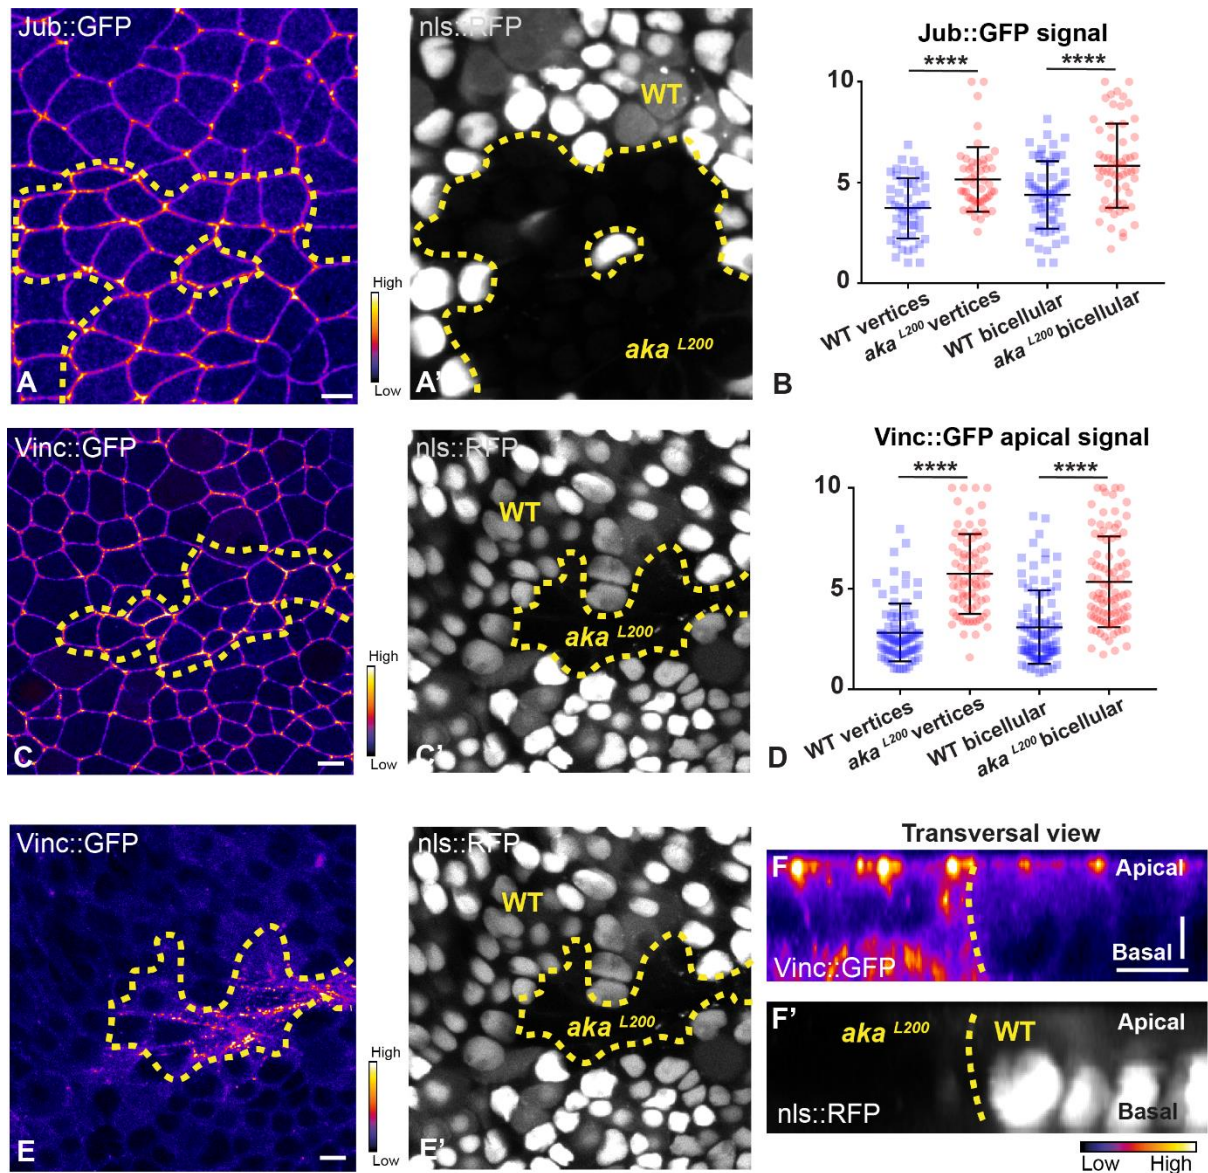 Jub::GFP
A
High
Low
nls::RFP
WT
aka L200
A'
Jub::GFP signal
****
****
10
5
0
WT vertices
aka L200 vertices
WT bicellular
aka L200 bicellular
B
Vinc::GFP
C
High
Low
nls::RFP
WT
aka L200
C'
Vinc::GFP apical signal
****
****
10
5
0
WT vertices
aka L200 vertices
WT bicellular
aka L200 bicellular
D
Vinc::GFP
E
High
Low
nls::RFP
WT
aka L200
E'
Transversal view
F
Apical
Basal
Vinc::GFP
F'
aka L200
WT
Apical
nls::RFP
Basal
Low
High